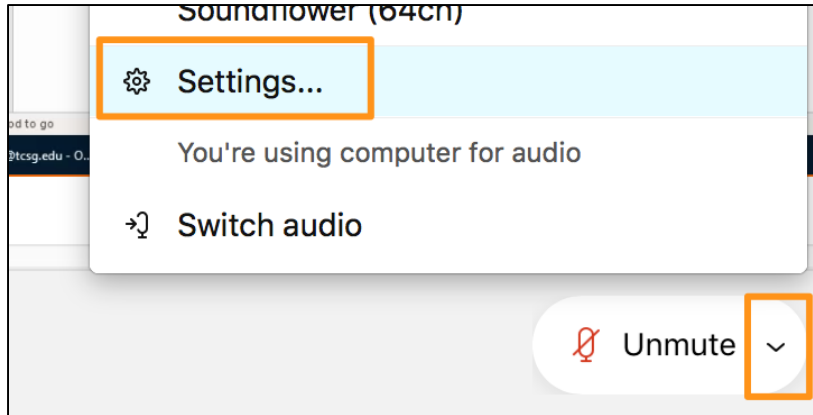 Soundflower (64ch)
Settings...
od to go
@tcsg.edu - O..
You're using computer for audio
Switch audio
Unmute